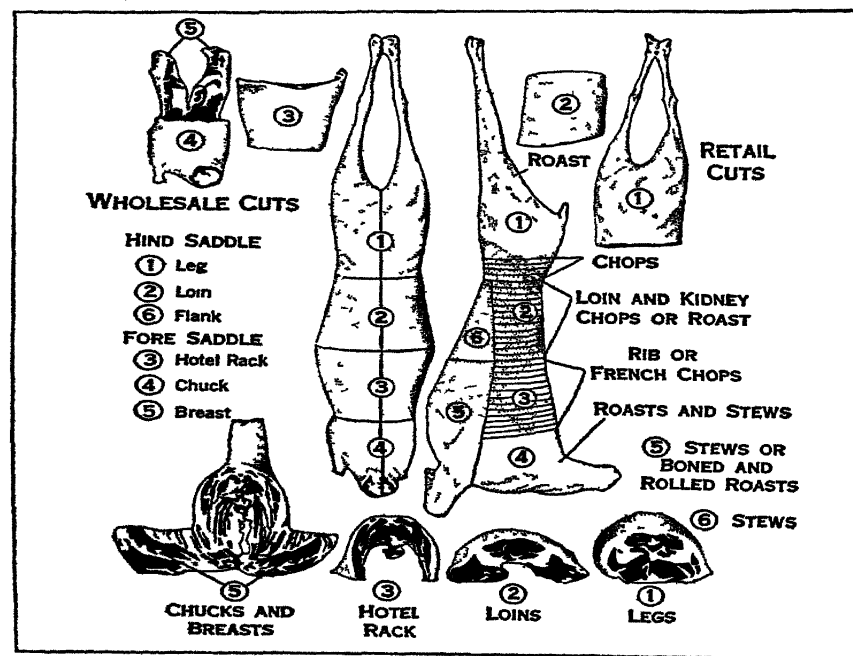 ⑤
④
③
②
①
ROAST
RETAIL
CUTS
WHOLESALE CUTS
HIND SADDLE
① Leg
② Loin
⑥ Flank
FORE SADDLE
③ Hotel Rack
④ Chuck
⑤ Breast
①
②
③
④
①
②
⑥
③
⑤
④
CHOPS
LOIN AND KIDNEY
CHOPS OR ROAST
RIB OR
FRENCH CHOPS
ROASTS AND STEWS
⑤ STEWS OR
BONED AND
ROLLED ROASTS
⑥ STEWS
⑤
CHUCKS AND
BREASTS
③
HOTEL
RACK
②
LOINS
①
LEGS